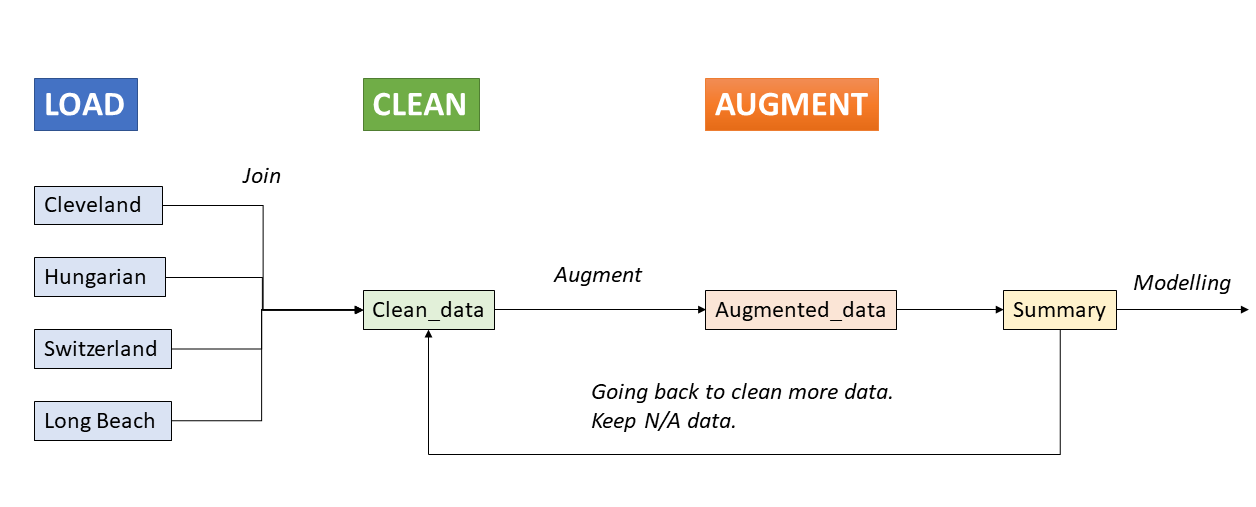 LOAD
CLEAN
AUGMENT
Join
Cleveland
Hungarian
Switzerland
Long Beach
Clean_data
Augment
Augmented_data
Summary
Modelling
Going back to clean more data.
Keep N/A data.